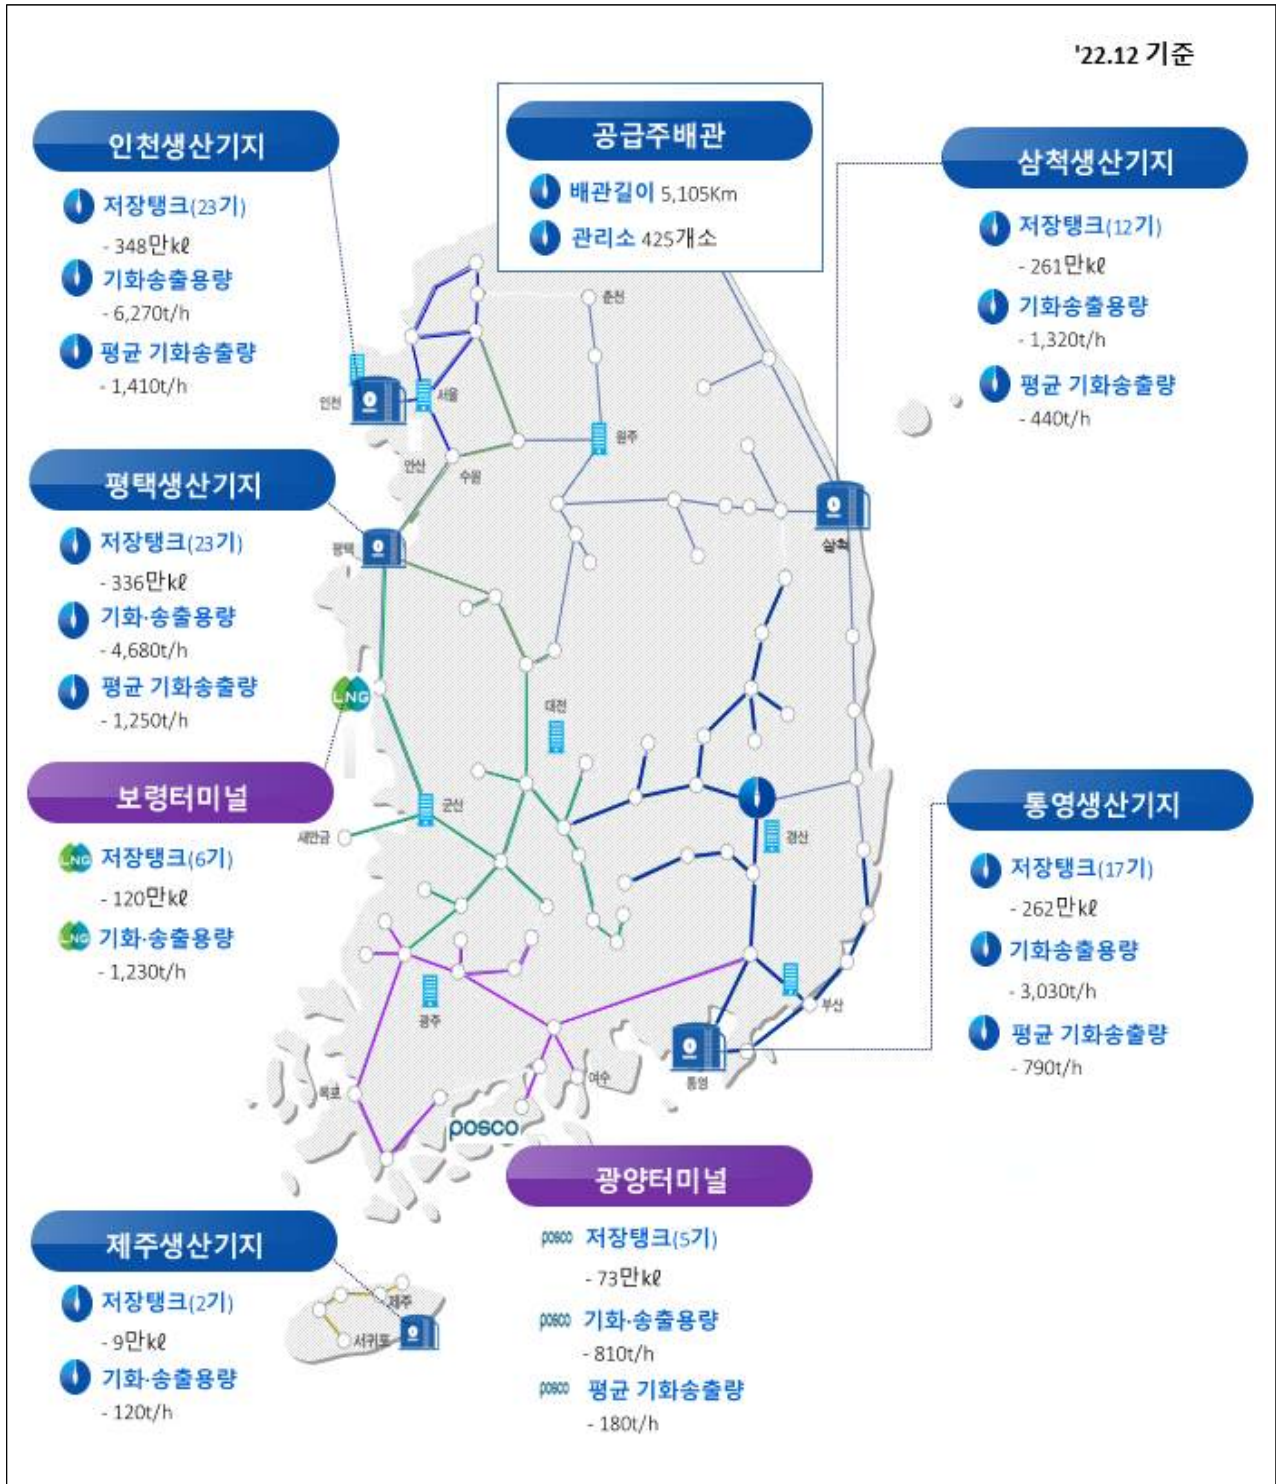 '22.12 기준
인천생산기지
저장탱크(23기)
- 348만㎘
기화송출용량
- 6,270t/h
평균 기화송출량
- 1,410t/h
공급주배관
배관길이 5,105Km
관리소 425개소
삼척생산기지
저장탱크(12기)
- 261만㎘
기화송출용량
- 1,320t/h
평균 기화송출량
- 440t/h
춘천
인천
서울
원주
안산
수원
평택생산기지
저장탱크(23기)
- 336만㎘
기화·송출용량
- 4,680t/h
평균 기화송출량
- 1,250t/h
평택
삼척
LNG
대전
보령터미널
LNG 저장탱크(6기)
- 120만㎘
LNG 기화·송출용량
- 1,230t/h
군산
새만금
경산
통영생산기지
저장탱크(17기)
- 262만㎘
기화송출용량
- 3,030t/h
평균 기화송출량
- 790t/h
광주
부산
통영
여수
목포
posco
광양터미널
posco 저장탱크(5기)
- 73만㎘
posco 기화·송출용량
- 810t/h
posco 평균 기화송출량
- 180t/h
제주생산기지
저장탱크(2기)
- 9만㎘
기화·송출용량
- 120t/h
제주
서귀포